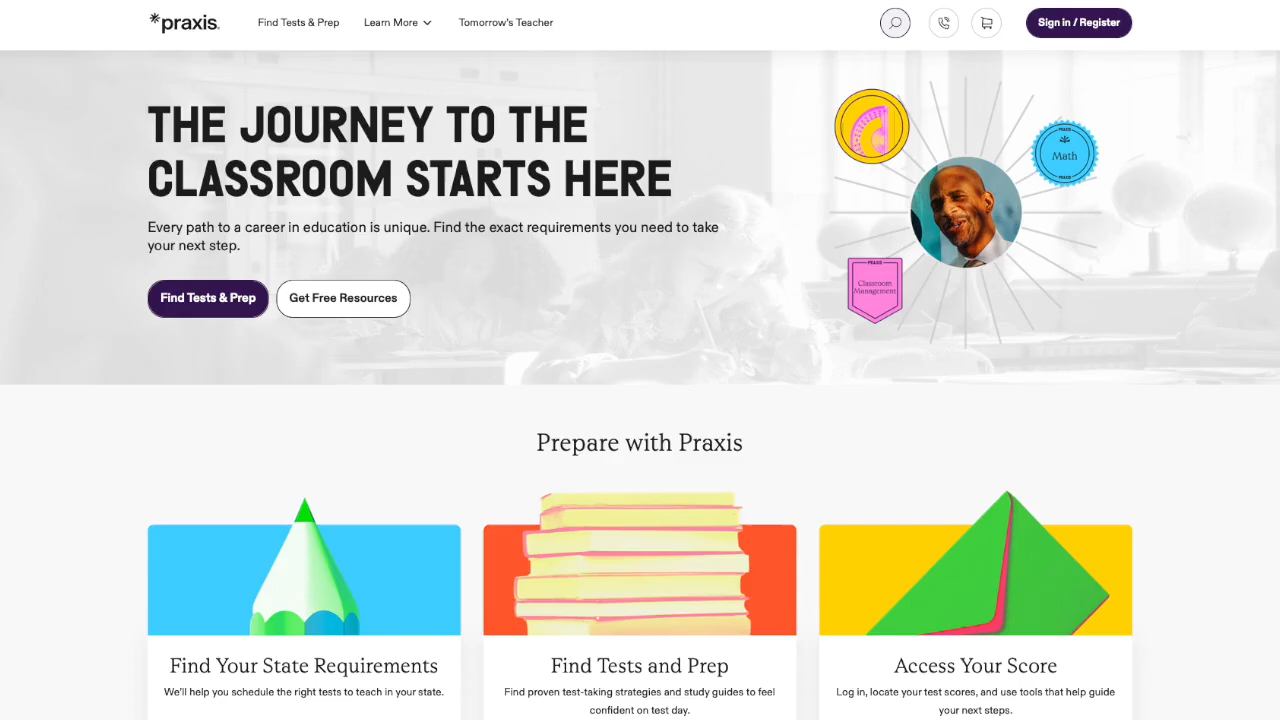 *praxis.
Find Tests & Prep
Learn More
Tomorrow's Teacher
Sign in / Register
THE JOURNEY TO THE
CLASSROOM STARTS HERE
Every path to a career in education is unique. Find the exact requirements you need to take
your next step.
Find Tests & Prep
Get Free Resources
PRAXIS
Math
PRAXIS
PRAXIS
Classroom
Management
Prepare with Praxis
Find Your State Requirements
We'll help you schedule the right tests to teach in your state.
Find Tests and Prep
Find proven test-taking strategies and study guides to feel
confident on test day.
Access Your Score
Log in, locate your test scores, and use tools that help guide
your next steps.